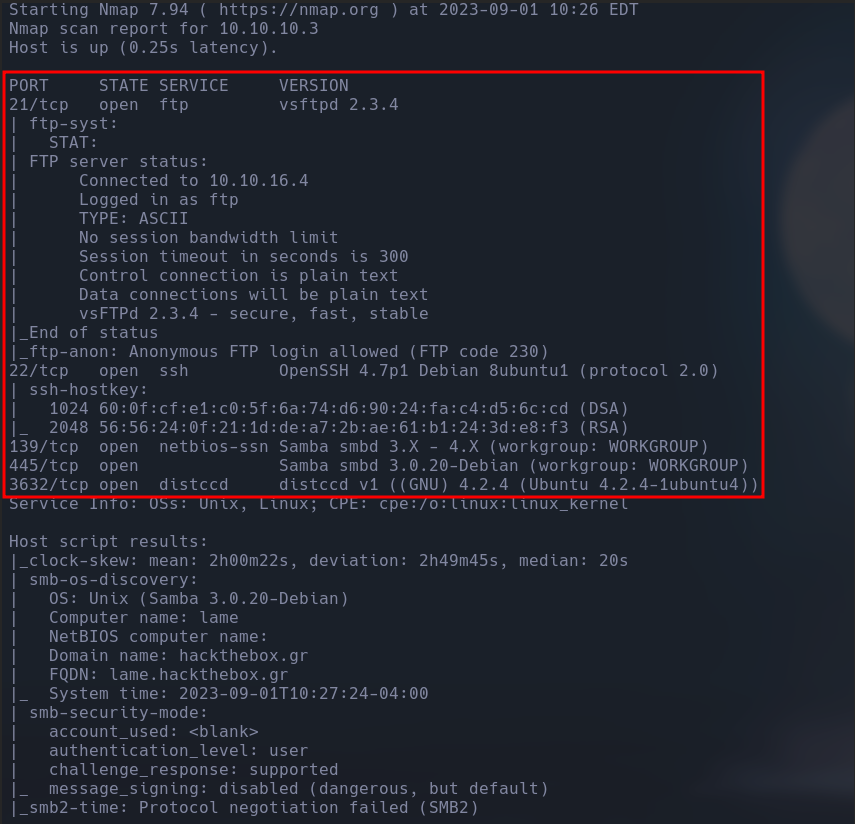 Starting Nmap 7.94 ( https://nmap.org ) at 2023-09-01 10:26 EDT
Nmap scan report for 10.10.10.3
Host is up (0.25s latency).
PORT     STATE SERVICE     VERSION
21/tcp   open  ftp         vsftpd 2.3.4
| ftp-syst:
|   STAT:
| FTP server status:
|      Connected to 10.10.16.4
|      Logged in as ftp
|      TYPE: ASCII
|      No session bandwidth limit
|      Session timeout in seconds is 300
|      Control connection is plain text
|      Data connections will be plain text
|      vsFTPd 2.3.4 - secure, fast, stable
|_End of status
|_ftp-anon: Anonymous FTP login allowed (FTP code 230)
22/tcp   open  ssh         OpenSSH 4.7p1 Debian 8ubuntu1 (protocol 2.0)
| ssh-hostkey:
|   1024 60:0f:cf:e1:c0:5f:6a:74:d6:90:24:fa:c4:d5:6c:cd (DSA)
|_  2048 56:56:24:0f:21:1d:de:a7:2b:ae:61:b1:24:3d:e8:f3 (RSA)
139/tcp  open  netbios-ssn Samba smbd 3.X - 4.X (workgroup: WORKGROUP)
445/tcp  open              Samba smbd 3.0.20-Debian (workgroup: WORKGROUP)
3632/tcp open  distccd     distccd v1 ((GNU) 4.2.4 (Ubuntu 4.2.4-1ubuntu4))
Service Info: OSs: Unix, Linux; CPE: cpe:/o:linux:linux_kernel
Host script results:
|_clock-skew: mean: 2h00m22s, deviation: 2h49m45s, median: 20s
| smb-os-discovery:
|   OS: Unix (Samba 3.0.20-Debian)
|   Computer name: lame
|   NetBIOS computer name:
|   Domain name: hackthebox.gr
|   FQDN: lame.hackthebox.gr
|_  System time: 2023-09-01T10:27:24-04:00
| smb-security-mode:
|   account_used: <blank>
|   authentication_level: user
|   challenge_response: supported
|_  message_signing: disabled (dangerous, but default)
|_smb2-time: Protocol negotiation failed (SMB2)